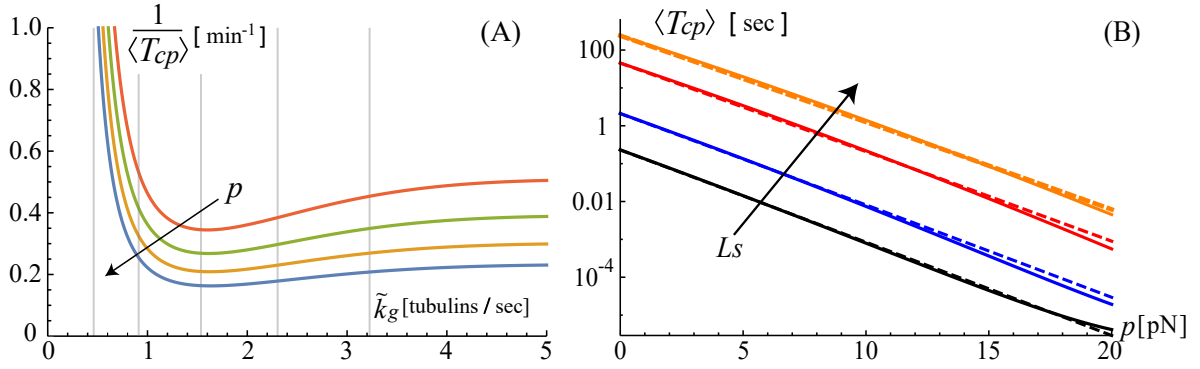 1.0
0.8
0.6
0.4
0.2
0
1/⟨Tcp⟩ [min⁻¹]
(A)
p
k̃g [tubulins / sec]
0 1 2 3 4 5
⟨Tcp⟩ [sec]
(B)
100
1
0.01
10⁻⁴
Ls
p [pN]
0 5 10 15 20